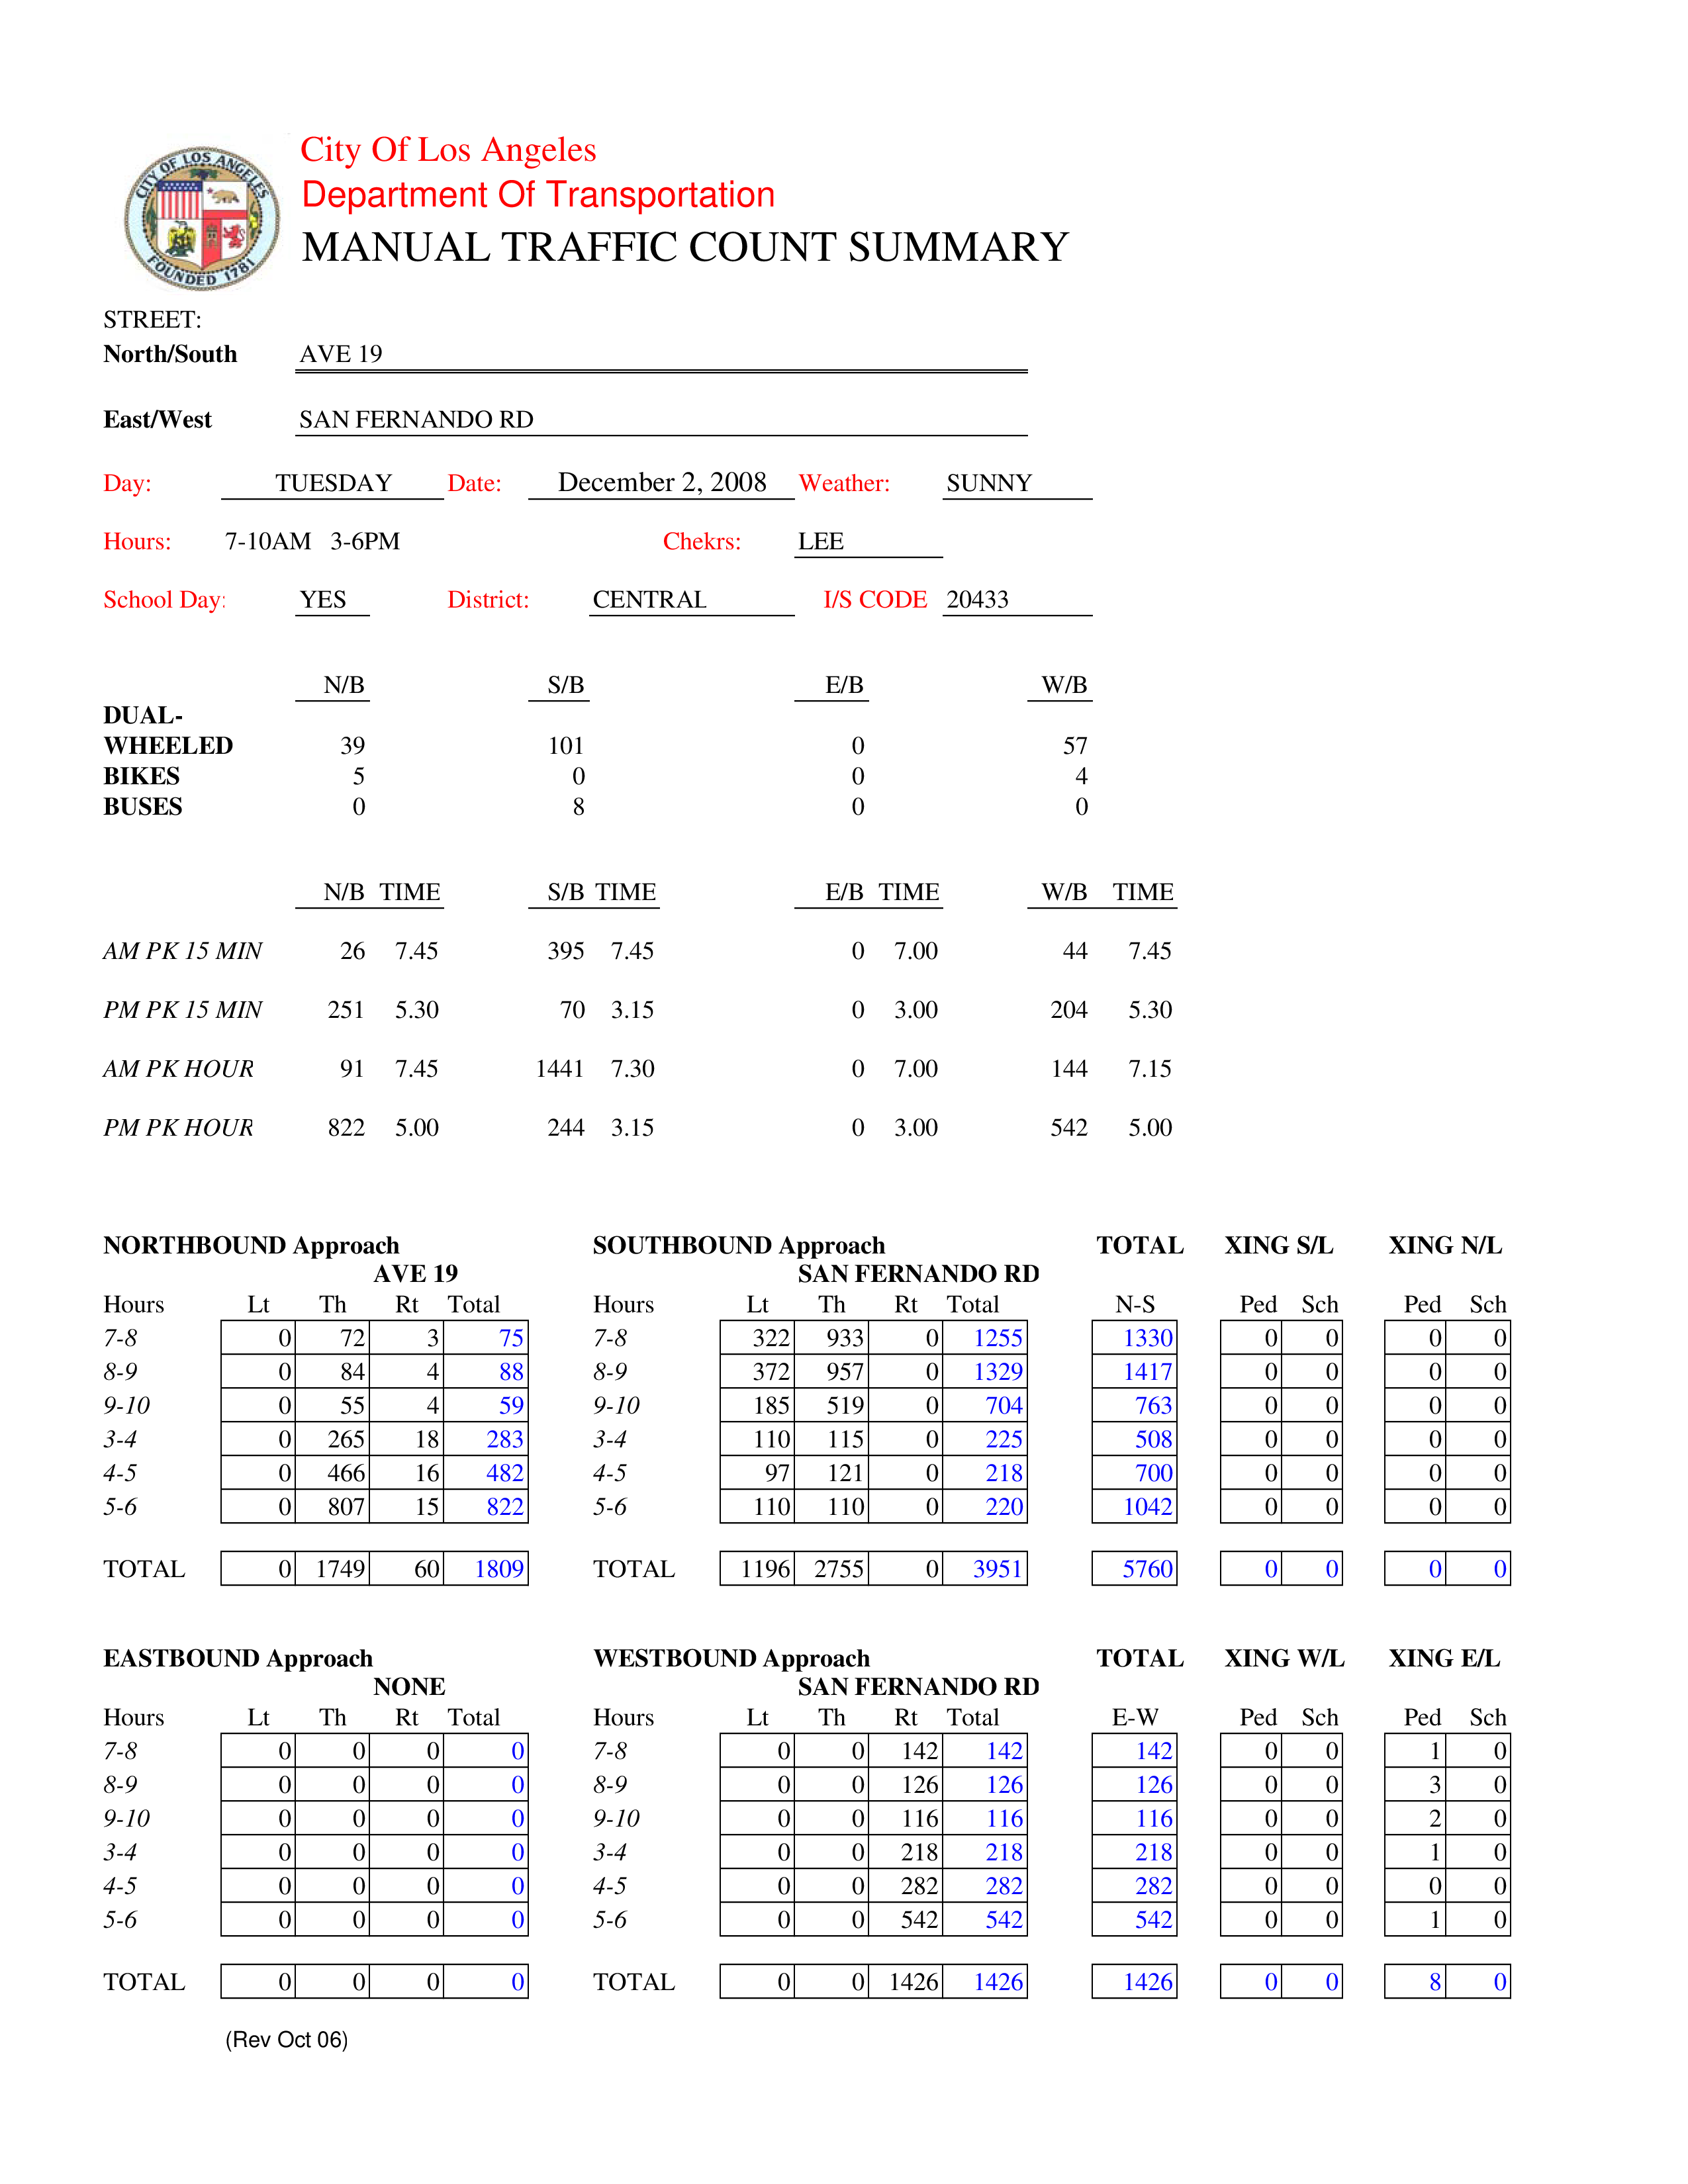 CITY OF LOS ANGELES
FOUNDED 1781
City Of Los Angeles
Department Of Transportation
MANUAL TRAFFIC COUNT SUMMARY
STREET:
North/South AVE 19
East/West SAN FERNANDO RD
Day: TUESDAY Date: December 2, 2008 Weather: SUNNY
Hours: 7-10AM 3-6PM Chekrs: LEE
School Day: YES District: CENTRAL I/S CODE 20433
N/B S/B E/B W/B
DUAL-
WHEELED 39 101 0 57
BIKES 5 0 0 4
BUSES 0 8 0 0
N/B TIME S/B TIME E/B TIME W/B TIME
AM PK 15 MIN 26 7.45 395 7.45 0 7.00 44 7.45
PM PK 15 MIN 251 5.30 70 3.15 0 3.00 204 5.30
AM PK HOUR 91 7.45 1441 7.30 0 7.00 144 7.15
PM PK HOUR 822 5.00 244 3.15 0 3.00 542 5.00
NORTHBOUND Approach SOUTHBOUND Approach TOTAL XING S/L XING N/L
AVE 19 SAN FERNANDO RD
Hours Lt Th Rt Total Hours Lt Th Rt Total N-S Ped Sch Ped Sch
7-8 0 72 3 75 7-8 322 933 0 1255 1330 0 0 0 0
8-9 0 84 4 88 8-9 372 957 0 1329 1417 0 0 0 0
9-10 0 55 4 59 9-10 185 519 0 704 763 0 0 0 0
3-4 0 265 18 283 3-4 110 115 0 225 508 0 0 0 0
4-5 0 466 16 482 4-5 97 121 0 218 700 0 0 0 0
5-6 0 807 15 822 5-6 110 110 0 220 1042 0 0 0 0
TOTAL 0 1749 60 1809 TOTAL 1196 2755 0 3951 5760 0 0 0 0
EASTBOUND Approach WESTBOUND Approach TOTAL XING W/L XING E/L
NONE SAN FERNANDO RD
Hours Lt Th Rt Total Hours Lt Th Rt Total E-W Ped Sch Ped Sch
7-8 0 0 0 0 7-8 0 0 142 142 142 0 0 1 0
8-9 0 0 0 0 8-9 0 0 126 126 126 0 0 3 0
9-10 0 0 0 0 9-10 0 0 116 116 116 0 0 2 0
3-4 0 0 0 0 3-4 0 0 218 218 218 0 0 1 0
4-5 0 0 0 0 4-5 0 0 282 282 282 0 0 0 0
5-6 0 0 0 0 5-6 0 0 542 542 542 0 0 1 0
TOTAL 0 0 0 0 TOTAL 0 0 1426 1426 1426 0 0 8 0
(Rev Oct 06)